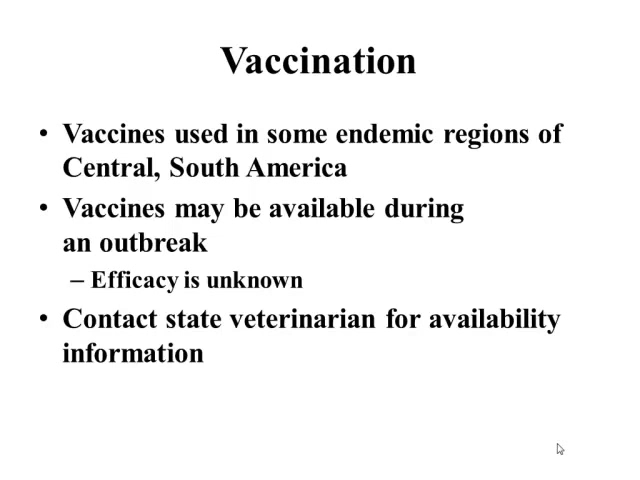 Vaccination
• Vaccines used in some endemic regions of
Central, South America
• Vaccines may be available during
an outbreak
– Efficacy is unknown
• Contact state veterinarian for availability
information